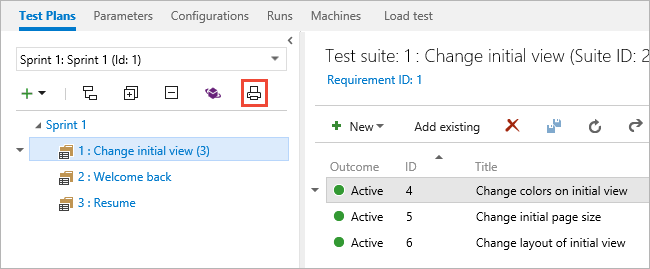 Test Plans Parameters Configurations Runs Machines Load test
Sprint 1: Sprint 1 (Id: 1)
Sprint 1
1 : Change initial view (3)
2 : Welcome back
3 : Resume
Test suite: 1 : Change initial view (Suite ID: 2
Requirement ID: 1
New Add existing
Outcome ID Title
Active 4 Change colors on initial view
Active 5 Change initial page size
Active 6 Change layout of initial view